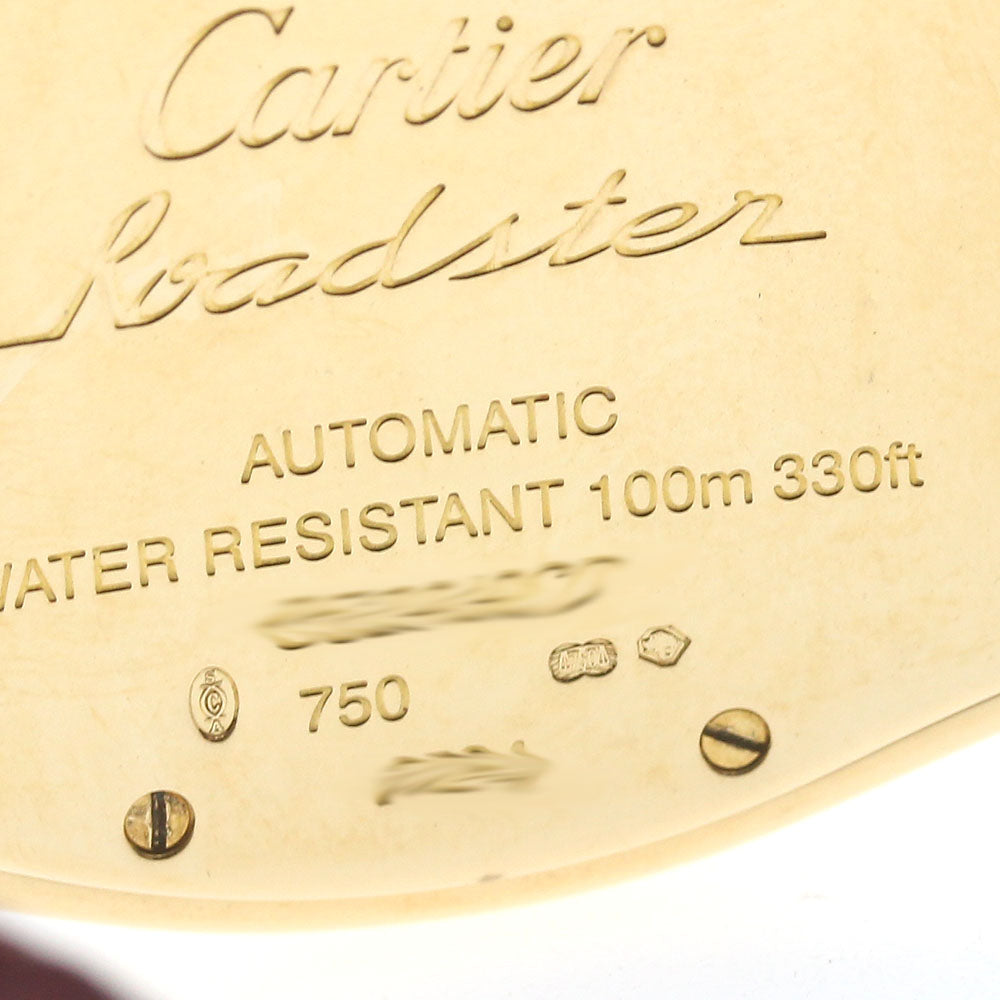 Cartier
Roadster
AUTOMATIC
WATER RESISTANT 100m 330ft
750